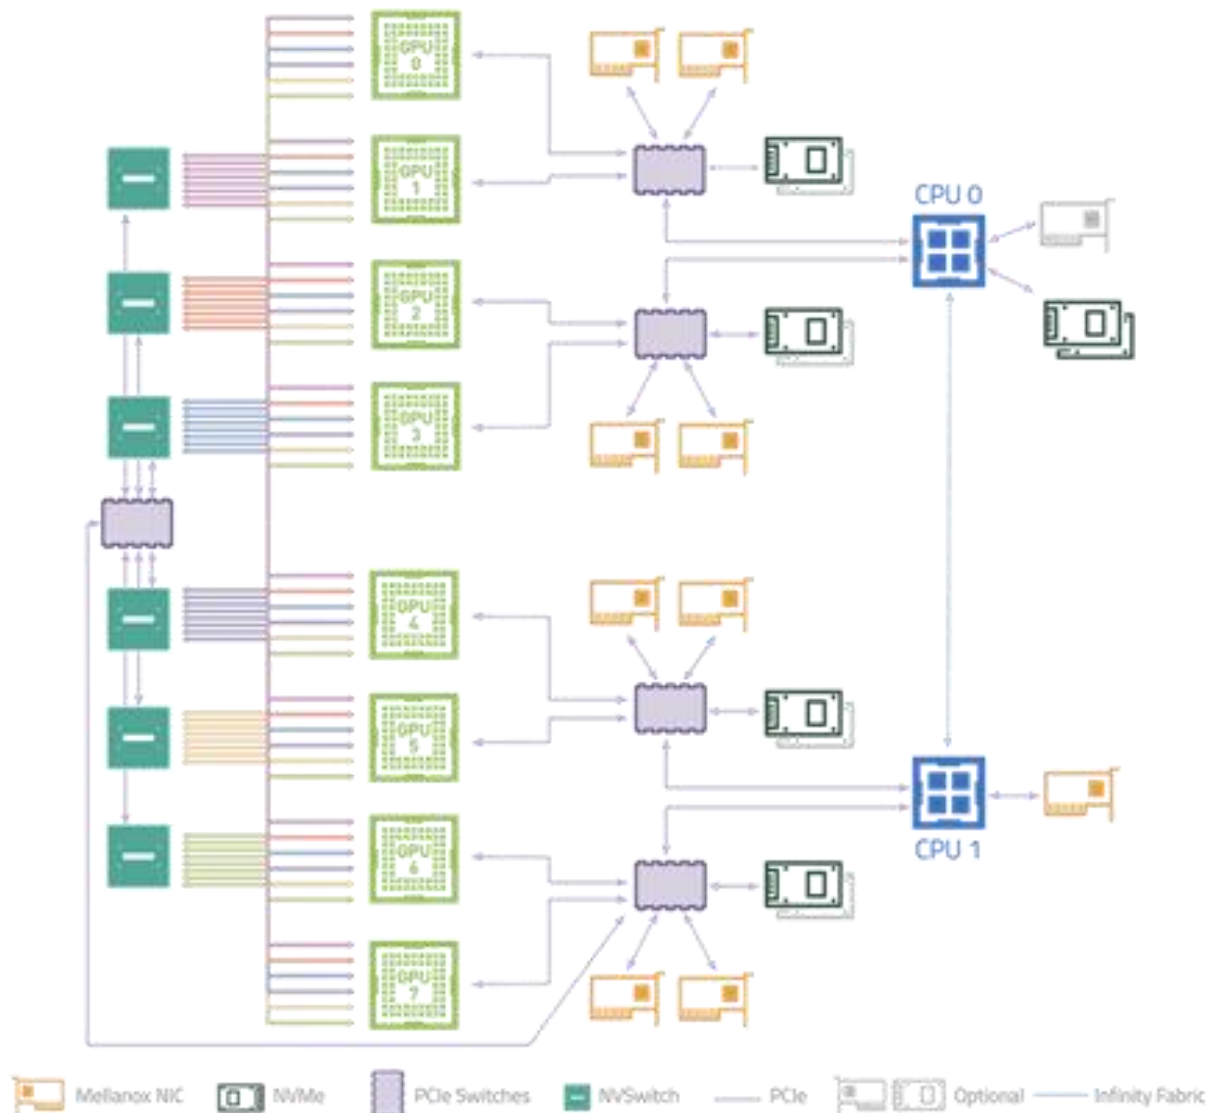 GPU
0
GPU
1
CPU 0
GPU
2
GPU
3
GPU
4
GPU
5
CPU 1
GPU
6
GPU
7
Mellanox NIC
NVMe
PCIe Switches
NVSwitch
PCIe
Optional
Infinity Fabric